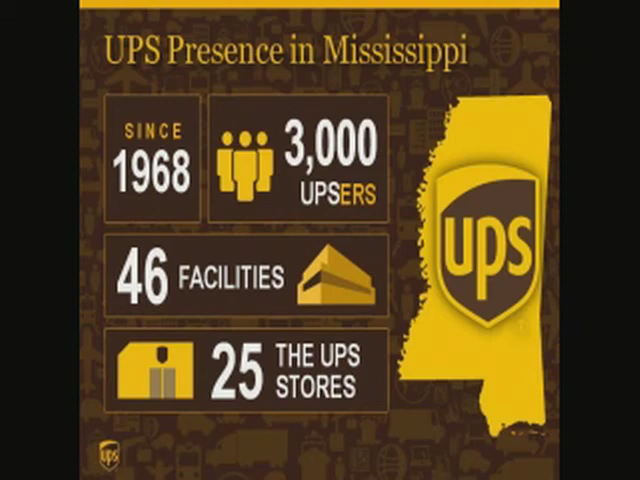 UPS Presence in Mississippi
SINCE
1968
3,000
UPSERS
46 FACILITIES
25 THE UPS
STORES
ups
ups